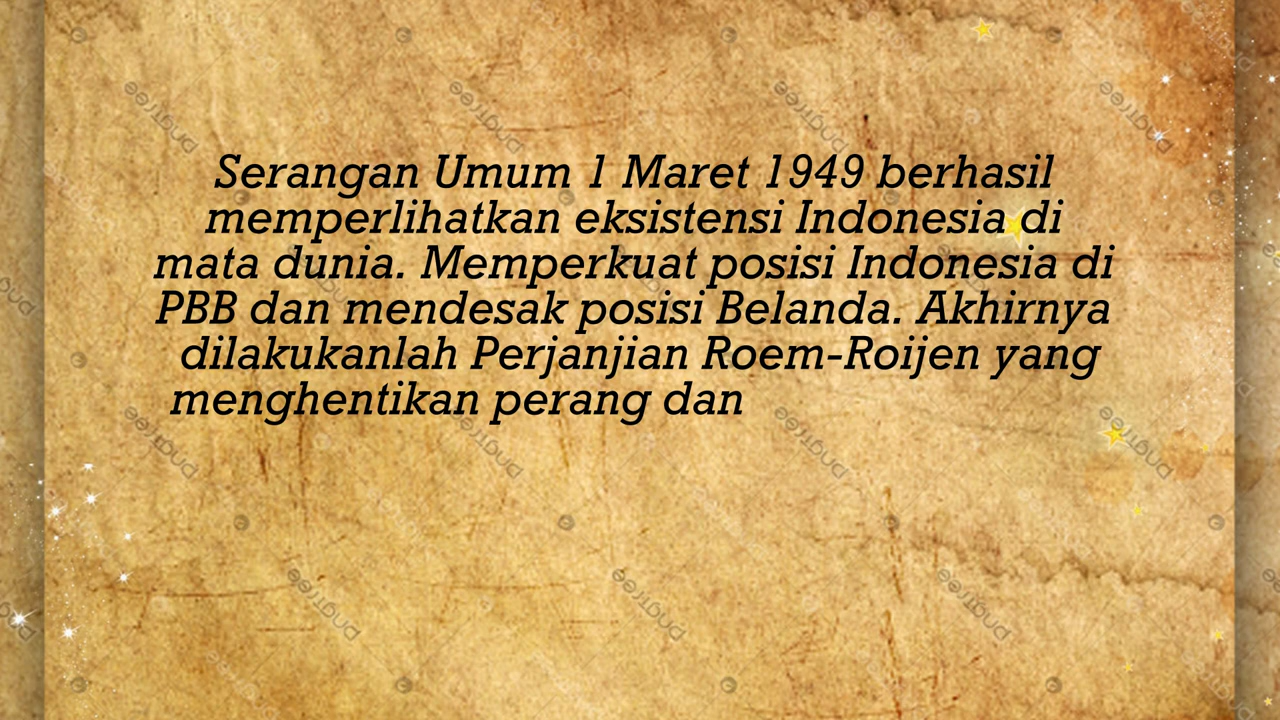 Serangan Umum 1 Maret 1949 berhasil
memperlihatkan eksistensi Indonesia di
mata dunia. Memperkuat posisi Indonesia di
PBB dan mendesak posisi Belanda. Akhirnya
dilakukanlah Perjanjian Roem-Roijen yang
menghentikan perang dan
pngtree